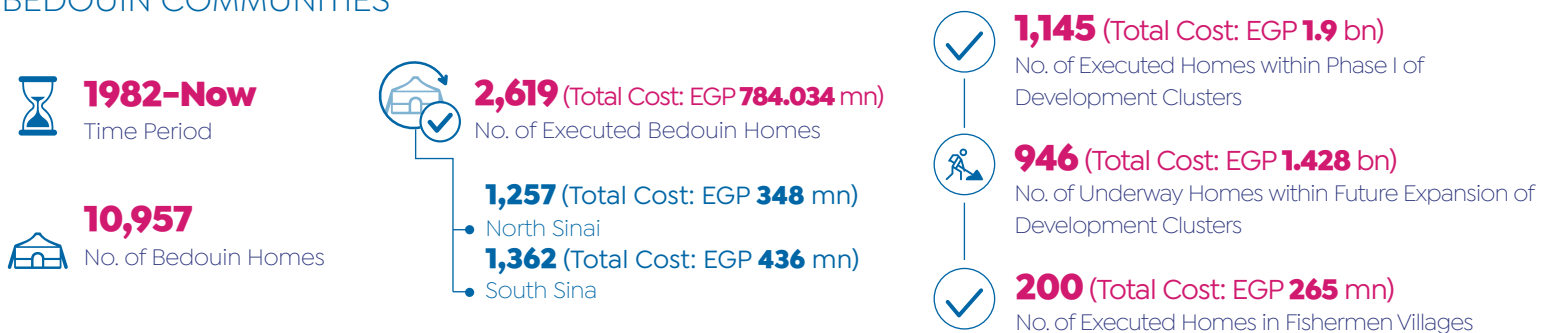 BEDOUIN COMMUNITIES
1982–Now
Time Period
10,957
No. of Bedouin Homes
2,619 (Total Cost: EGP 784.034 mn)
No. of Executed Bedouin Homes
1,257 (Total Cost: EGP 348 mn)
North Sinai
1,362 (Total Cost: EGP 436 mn)
South Sina
1,145 (Total Cost: EGP 1.9 bn)
No. of Executed Homes within Phase I of
Development Clusters
946 (Total Cost: EGP 1.428 bn)
No. of Underway Homes within Future Expansion of
Development Clusters
200 (Total Cost: EGP 265 mn)
No. of Executed Homes in Fishermen Villages